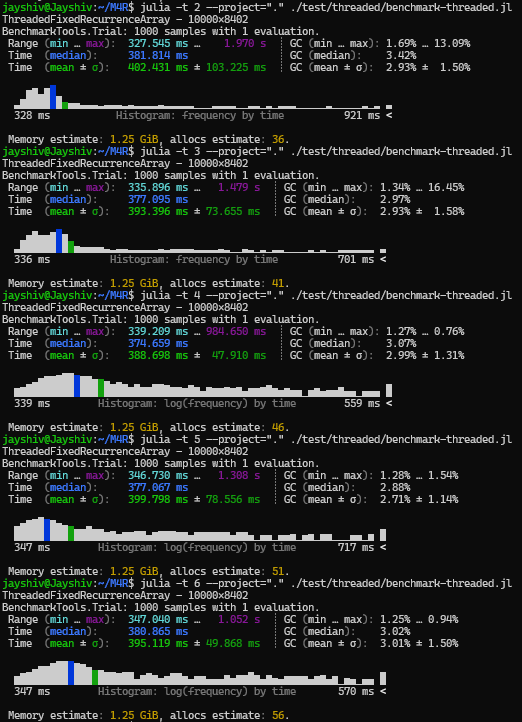 jayshiv@Jayshiv:~/M4R$ julia -t 2 --project="." ./test/threaded/benchmark-threaded.jl
ThreadedFixedRecurrenceArray - 10000×8402
BenchmarkTools.Trial: 1000 samples with 1 evaluation.
Range (min … max): 327.545 ms … 1.970 s ┊ GC (min … max): 1.69% … 13.09%
Time (median): 381.814 ms ┊ GC (median): 3.42%
Time (mean ± σ): 402.431 ms ± 103.225 ms ┊ GC (mean ± σ): 2.93% ± 1.50%
328 ms Histogram: frequency by time 921 ms <
Memory estimate: 1.25 GiB, allocs estimate: 36.
jayshiv@Jayshiv:~/M4R$ julia -t 3 --project="." ./test/threaded/benchmark-threaded.jl
ThreadedFixedRecurrenceArray - 10000×8402
BenchmarkTools.Trial: 1000 samples with 1 evaluation.
Range (min … max): 335.896 ms … 1.479 s ┊ GC (min … max): 1.34% … 16.45%
Time (median): 377.095 ms ┊ GC (median): 2.97%
Time (mean ± σ): 393.396 ms ± 73.655 ms ┊ GC (mean ± σ): 2.93% ± 1.58%
336 ms Histogram: frequency by time 701 ms <
Memory estimate: 1.25 GiB, allocs estimate: 41.
jayshiv@Jayshiv:~/M4R$ julia -t 4 --project="." ./test/threaded/benchmark-threaded.jl
ThreadedFixedRecurrenceArray - 10000×8402
BenchmarkTools.Trial: 1000 samples with 1 evaluation.
Range (min … max): 339.209 ms … 984.650 ms ┊ GC (min … max): 1.27% … 0.76%
Time (median): 374.659 ms ┊ GC (median): 3.07%
Time (mean ± σ): 388.698 ms ± 47.910 ms ┊ GC (mean ± σ): 2.99% ± 1.31%
339 ms Histogram: log(frequency) by time 559 ms <
Memory estimate: 1.25 GiB, allocs estimate: 46.
jayshiv@Jayshiv:~/M4R$ julia -t 5 --project="." ./test/threaded/benchmark-threaded.jl
ThreadedFixedRecurrenceArray - 10000×8402
BenchmarkTools.Trial: 1000 samples with 1 evaluation.
Range (min … max): 346.730 ms … 1.308 s ┊ GC (min … max): 1.28% … 1.54%
Time (median): 377.067 ms ┊ GC (median): 2.88%
Time (mean ± σ): 399.798 ms ± 78.556 ms ┊ GC (mean ± σ): 2.71% ± 1.14%
347 ms Histogram: log(frequency) by time 717 ms <
Memory estimate: 1.25 GiB, allocs estimate: 51.
jayshiv@Jayshiv:~/M4R$ julia -t 6 --project="." ./test/threaded/benchmark-threaded.jl
ThreadedFixedRecurrenceArray - 10000×8402
BenchmarkTools.Trial: 1000 samples with 1 evaluation.
Range (min … max): 347.040 ms … 1.052 s ┊ GC (min … max): 1.25% … 0.94%
Time (median): 380.865 ms ┊ GC (median): 3.02%
Time (mean ± σ): 395.119 ms ± 49.868 ms ┊ GC (mean ± σ): 3.01% ± 1.50%
347 ms Histogram: log(frequency) by time 570 ms <
Memory estimate: 1.25 GiB, allocs estimate: 56.